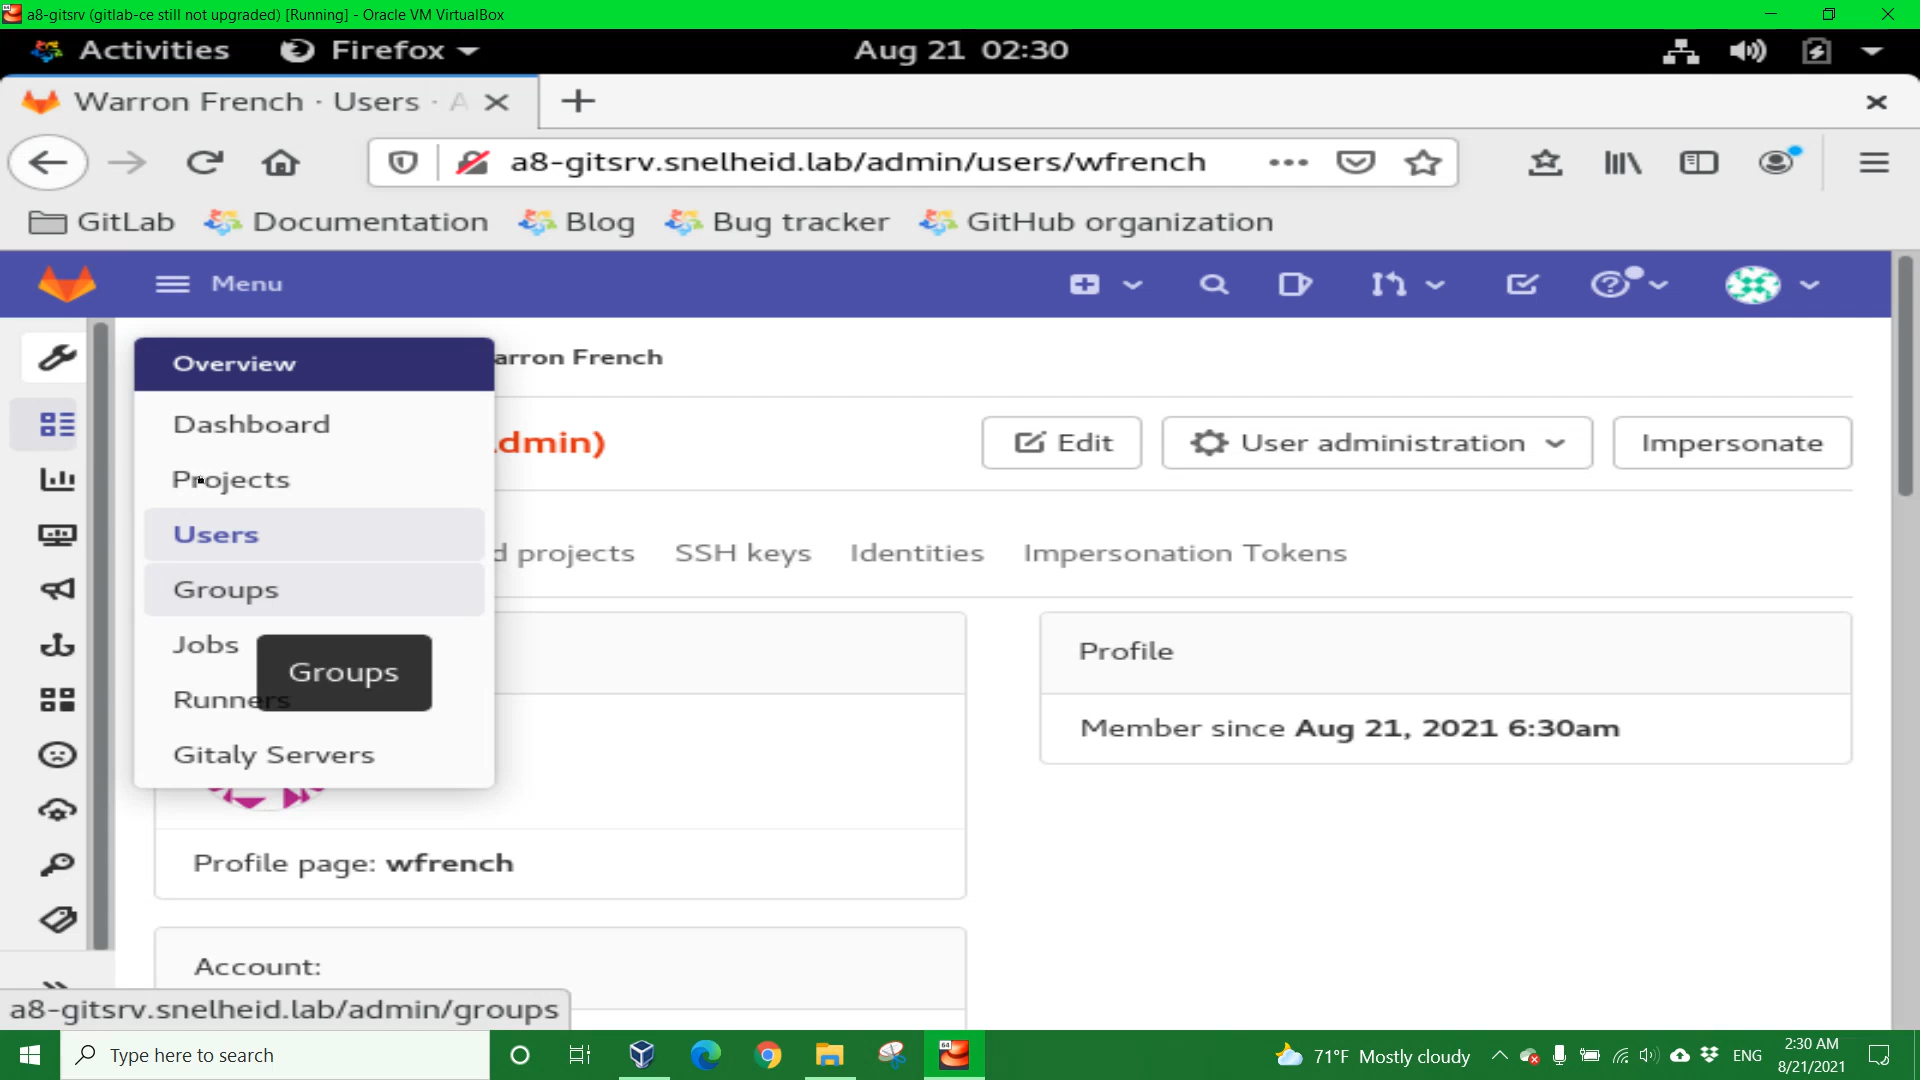 a8-gitsrv (gitlab-ce still not upgraded) [Running] - Oracle VM VirtualBox
Activities Firefox Aug 21 02:30
Warron French · Users · A
a8-gitsrv.snelheid.lab/admin/users/wfrench
GitLab Documentation Blog Bug tracker GitHub organization
Menu
Overview
arron French
Dashboard
dmin)
Edit User administration Impersonate
Projects
Users
d projects SSH keys Identities Impersonation Tokens
Groups
Jobs
Groups
Profile
Runners
Member since Aug 21, 2021 6:30am
Gitaly Servers
Profile page: wfrench
Account:
a8-gitsrv.snelheid.lab/admin/groups
Type here to search
64
71°F Mostly cloudy
ENG
2:30 AM
8/21/2021